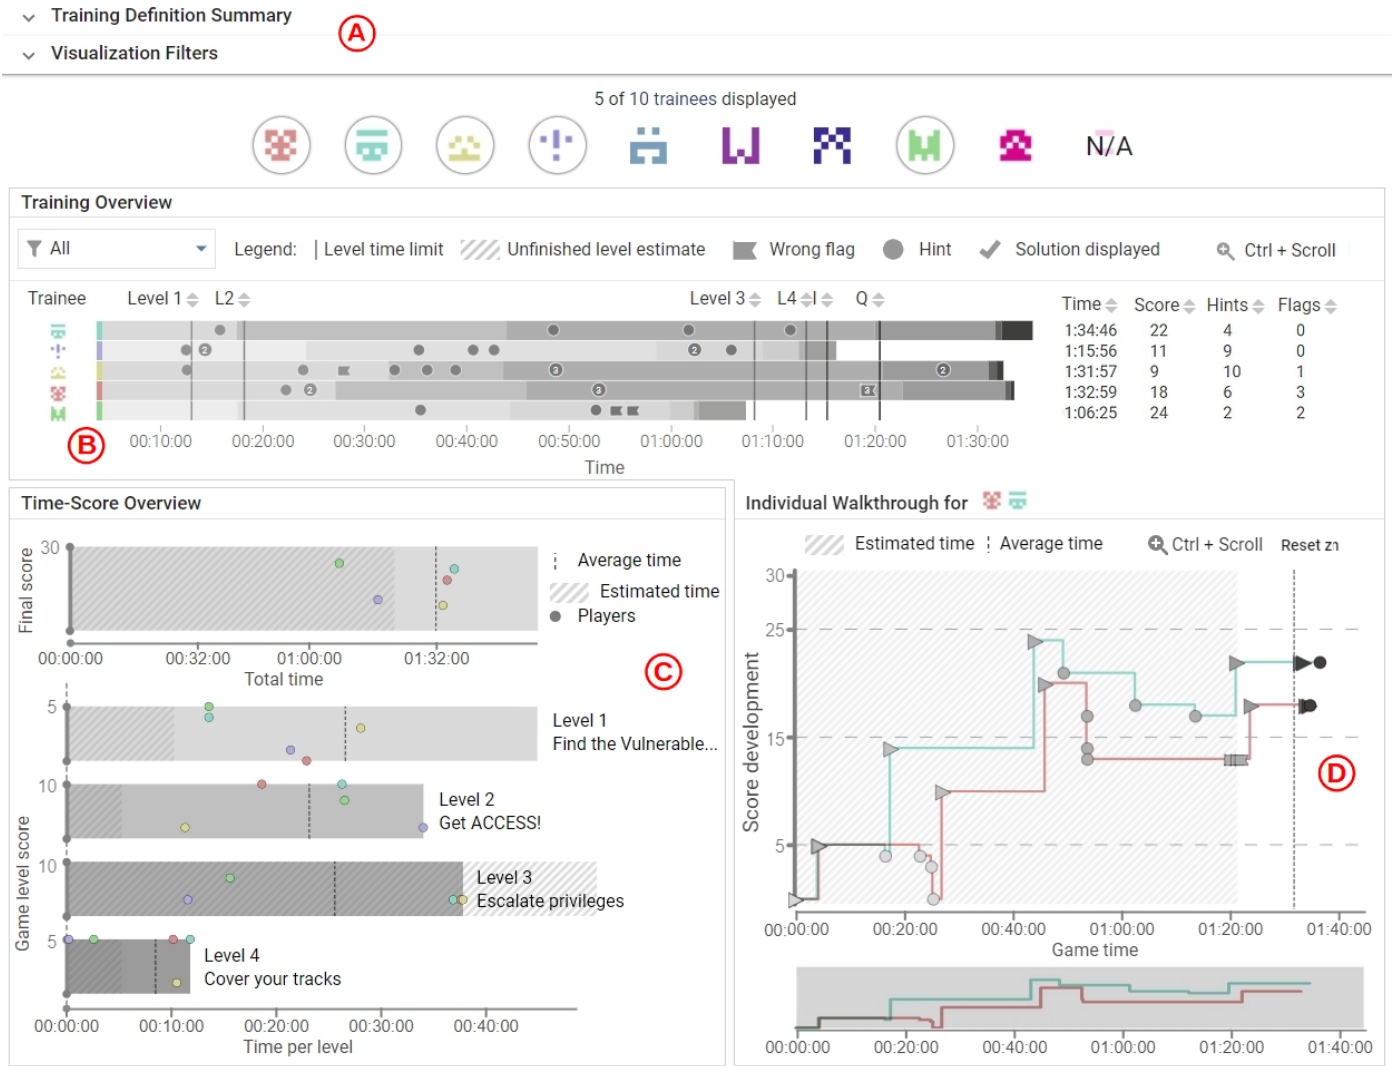 Training Definition Summary
A
Visualization Filters
5 of 10 trainees displayed
N/A
Training Overview
All
Legend: Level time limit Unfinished level estimate Wrong flag Hint Solution displayed Ctrl + Scroll
Trainee Level 1 L2 Level 3 L4 I Q Time Score Hints Flags
1:34:46 22 4 0
2 2 1:15:56 11 9 0
3 2 1:31:57 9 10 1
2 3 3 1:32:59 18 6 3
1:06:25 24 2 2
B
00:10:00 00:20:00 00:30:00 00:40:00 00:50:00 01:00:00 01:10:00 01:20:00 01:30:00
Time
Time-Score Overview
30
Final score
Average time
Estimated time
Players
00:00:00 00:32:00 01:00:00 01:32:00
Total time
C
5
Level 1
Find the Vulnerable...
10
Level 2
Get ACCESS!
Game level score
10
Level 3
Escalate privileges
5
Level 4
Cover your tracks
00:00:00 00:10:00 00:20:00 00:30:00 00:40:00
Time per level
Individual Walkthrough for
Estimated time Average time Ctrl + Scroll Reset
30
25
15
5
Score development
D
00:00:00 00:20:00 00:40:00 01:00:00 01:20:00 01:40:00
Game time
00:00:00 00:20:00 00:40:00 01:00:00 01:20:00 01:40:00